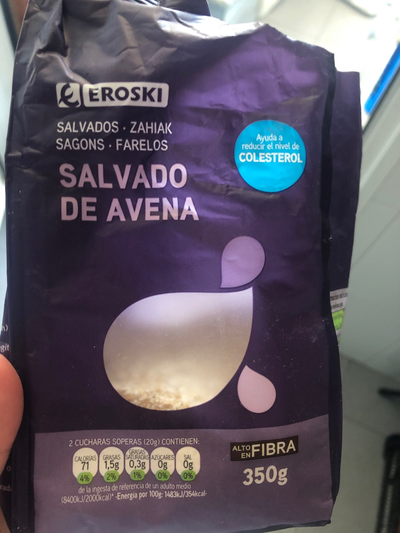 EROSKI
SALVADOS · ZAHIAK
SAGONS · FARELOS
SALVADO
DE AVENA
Ayuda a
reducir el nivel de
COLESTEROL
2 CUCHARAS SOPERAS (20g) CONTIENEN:
CALORÍAS
71
4%
GRASAS
1,5g
2%
GRASAS
SATURADAS
0,3g
1%
AZÚCARES
0g
0%
SAL
0g
0%
de la ingesta de referencia de un adulto medio
(8400kJ/2000kcal)* -Energía por 100g: 1483kJ/354kcal-
ALTO
EN FIBRA
350g